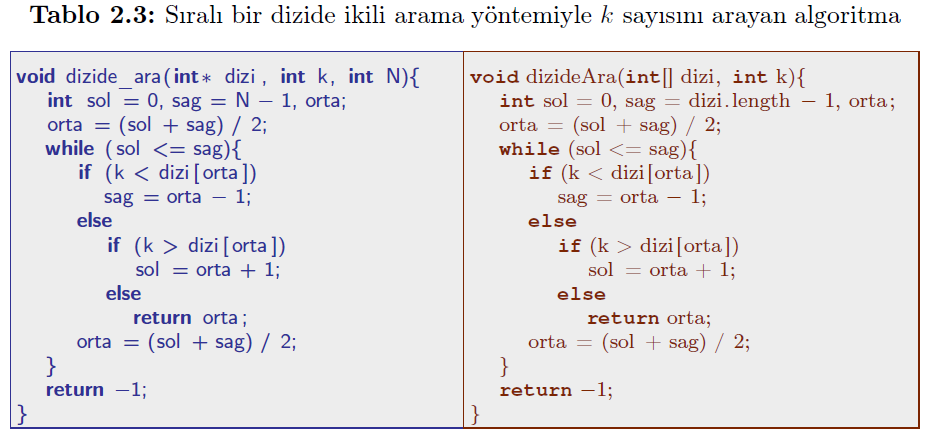 Tablo 2.3: Sıralı bir dizide ikili arama yöntemiyle k sayısını arayan algoritma
void dizide_ara(int* dizi, int k, int N){
int sol = 0, sag = N − 1, orta;
orta = (sol + sag) / 2;
while (sol <= sag){
if (k < dizi[orta])
sag = orta − 1;
else
if (k > dizi[orta])
sol = orta + 1;
else
return orta;
orta = (sol + sag) / 2;
}
return −1;
}
void dizideAra(int[] dizi, int k){
int sol = 0, sag = dizi.length − 1, orta;
orta = (sol + sag) / 2;
while (sol <= sag){
if (k < dizi[orta])
sag = orta − 1;
else
if (k > dizi[orta])
sol = orta + 1;
else
return orta;
orta = (sol + sag) / 2;
}
return −1;
}